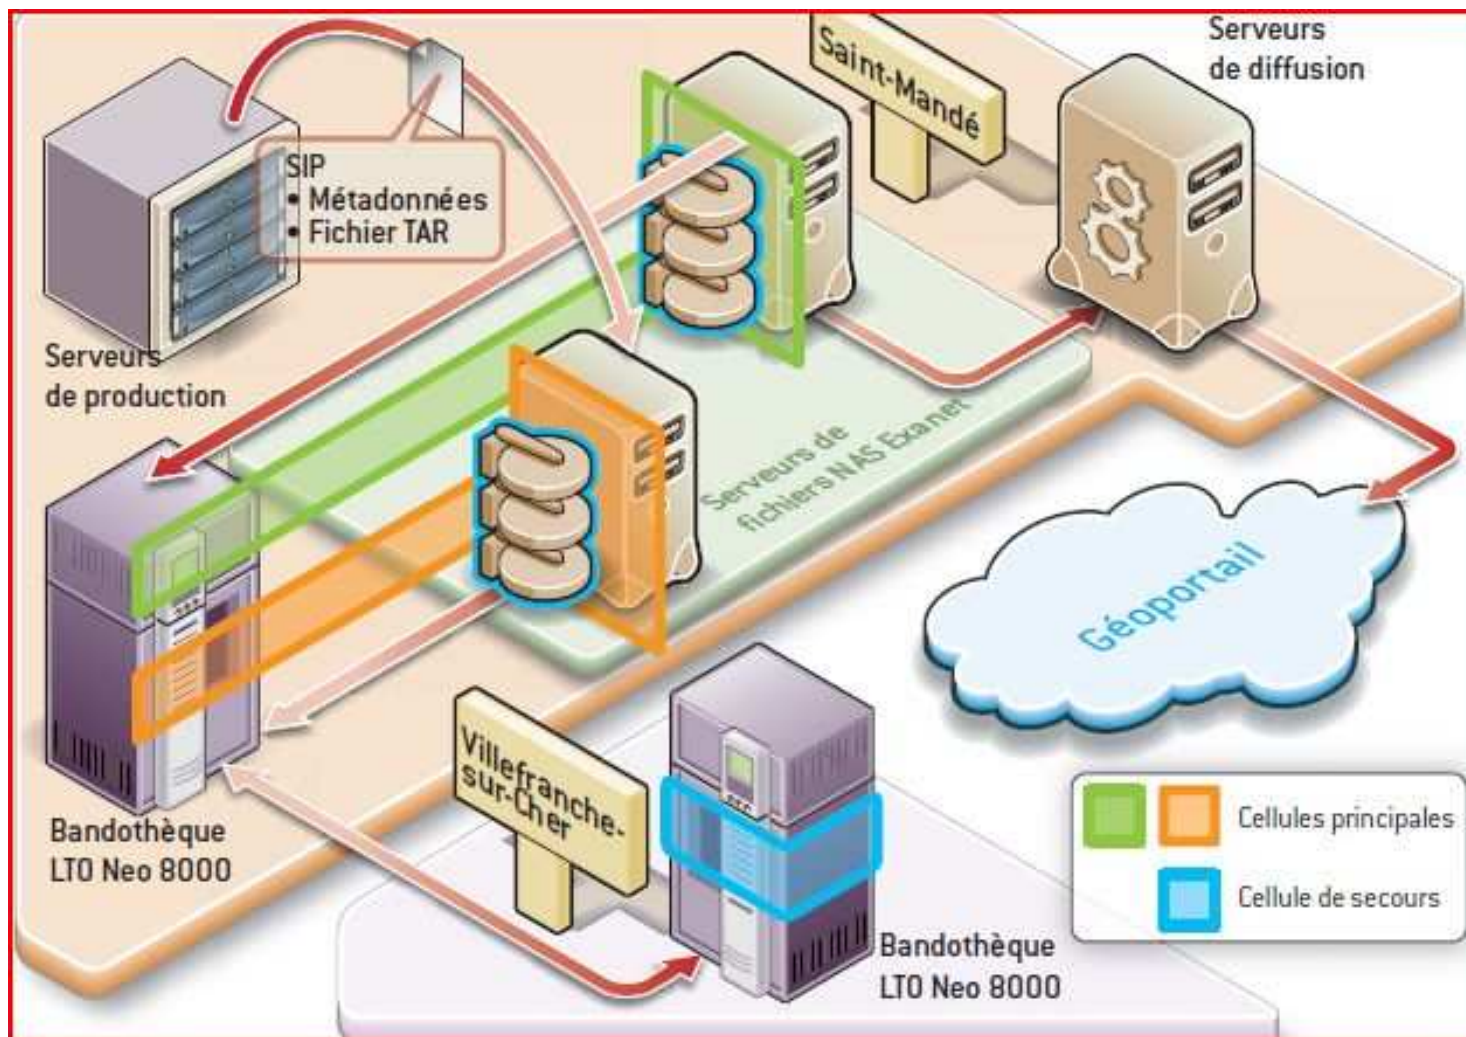 Serveurs
de diffusion
Saint-Mandé
SIP
• Métadonnées
• Fichier TAR
Serveurs
de production
Serveurs de
fichiers NAS Exanet
Géoportail
Villefranche-
sur-Cher
Bandothèque
LTO Neo 8000
Bandothèque
LTO Neo 8000
Cellules principales
Cellule de secours